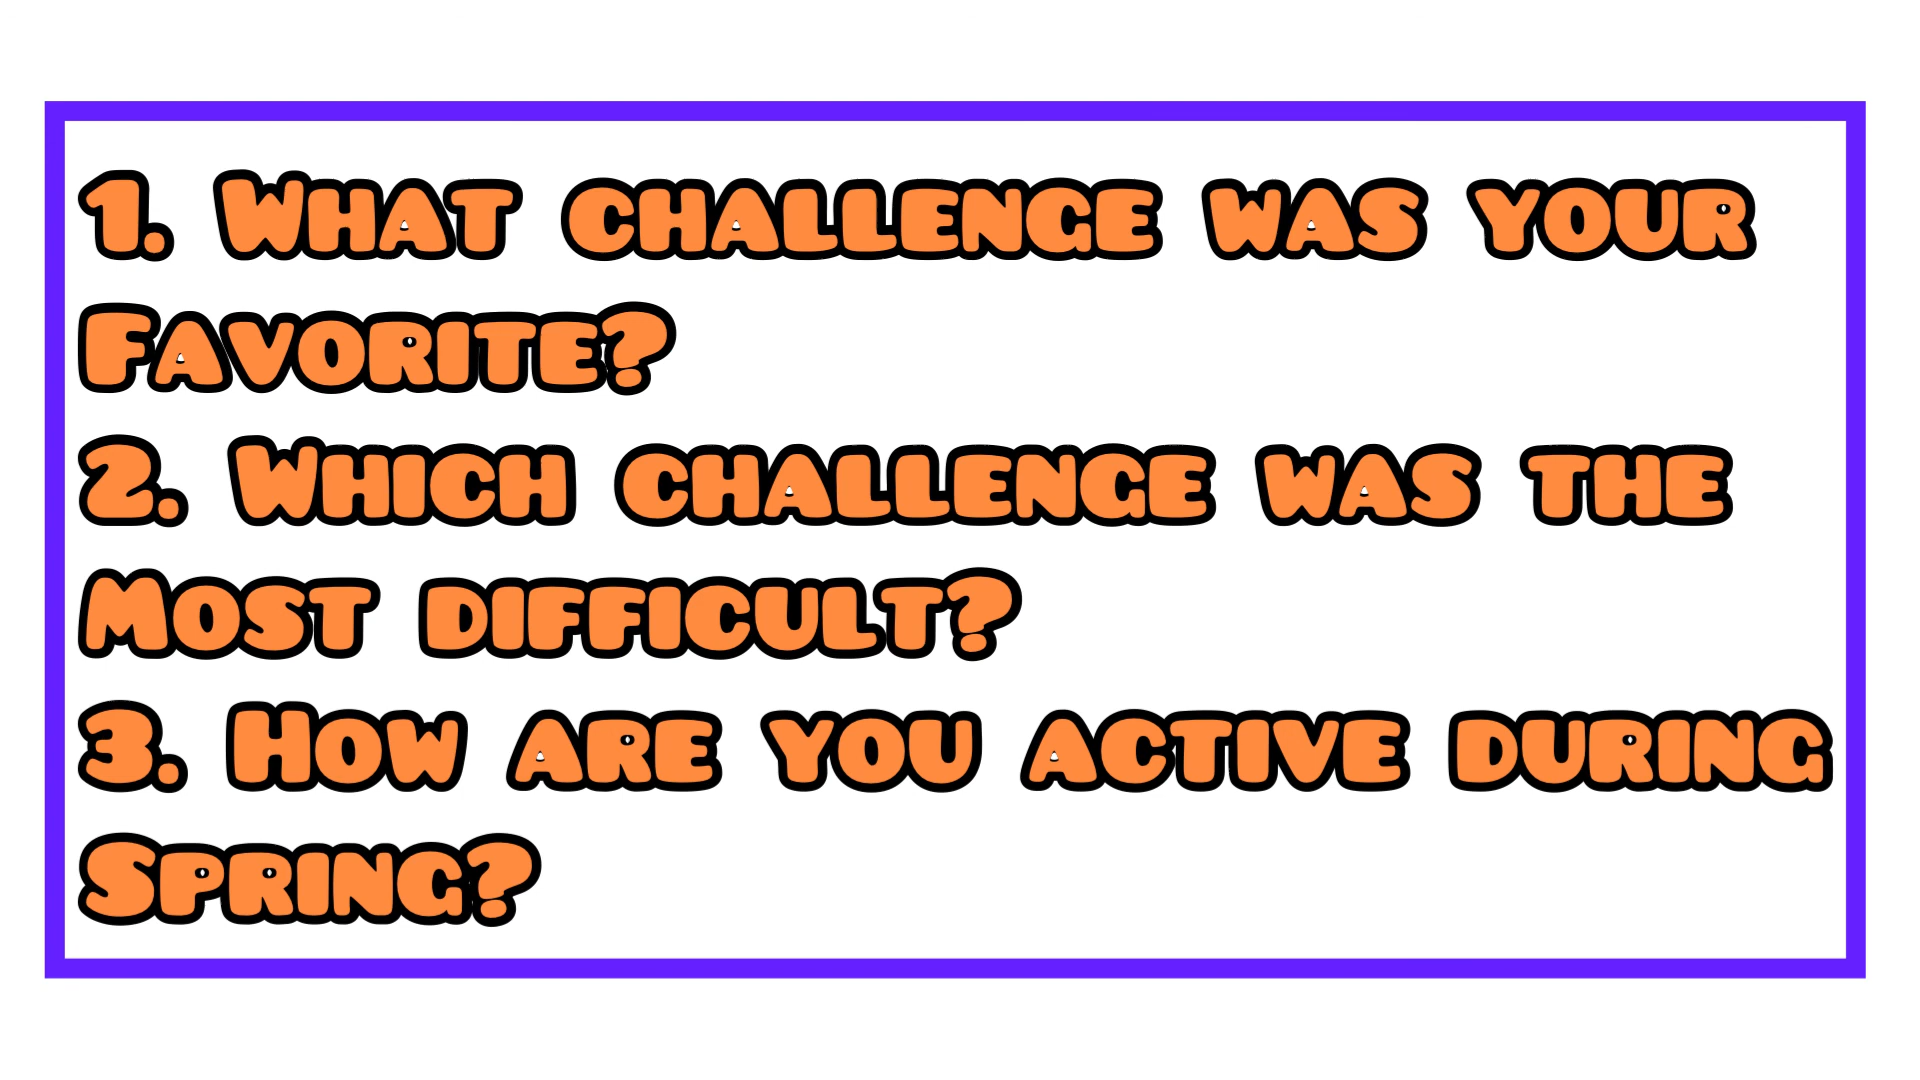 1. What challenge was your
Favorite?
2. Which challenge was the
Most difficult?
3. How are you active during
Spring?